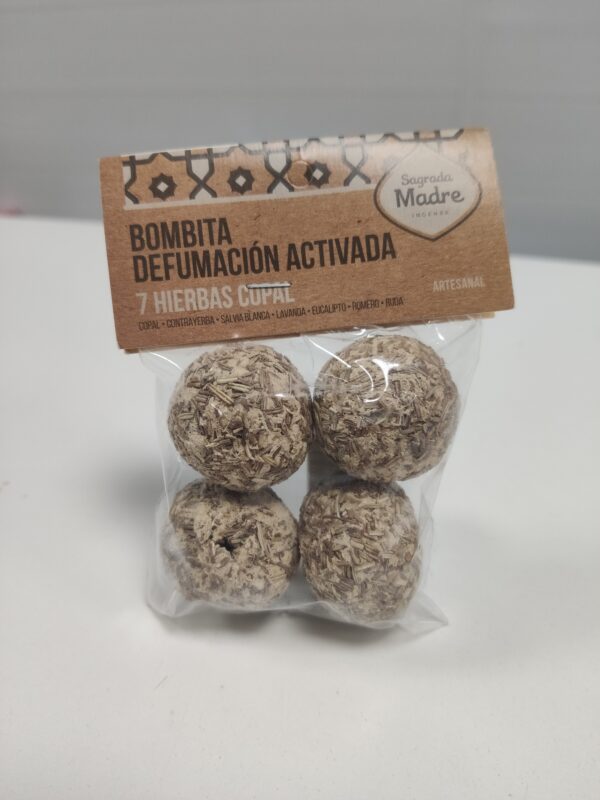 Sagrada
Madre
INCENSE
BOMBITA
DEFUMACIÓN ACTIVADA
7 HIERBAS COPAL
ARTESANAL
COPAL • CONTRAYERBA • SALVIA BLANCA • LAVANDA • EUCALIPTO • ROMERO • RUDA